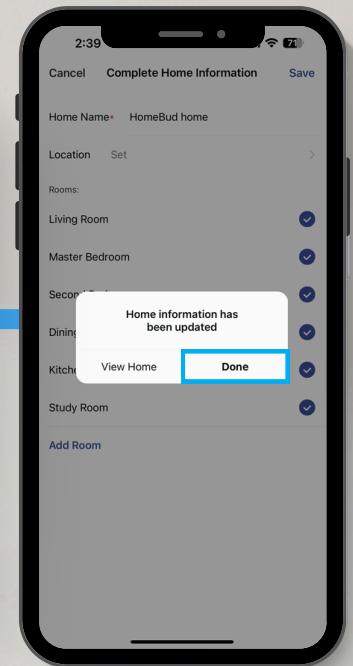 2:39 71
Cancel Complete Home Information Save
Home Name* HomeBud home
Location Set
Rooms:
Living Room
Master Bedroom
Home information has
been updated
View Home Done
Study Room
Add Room